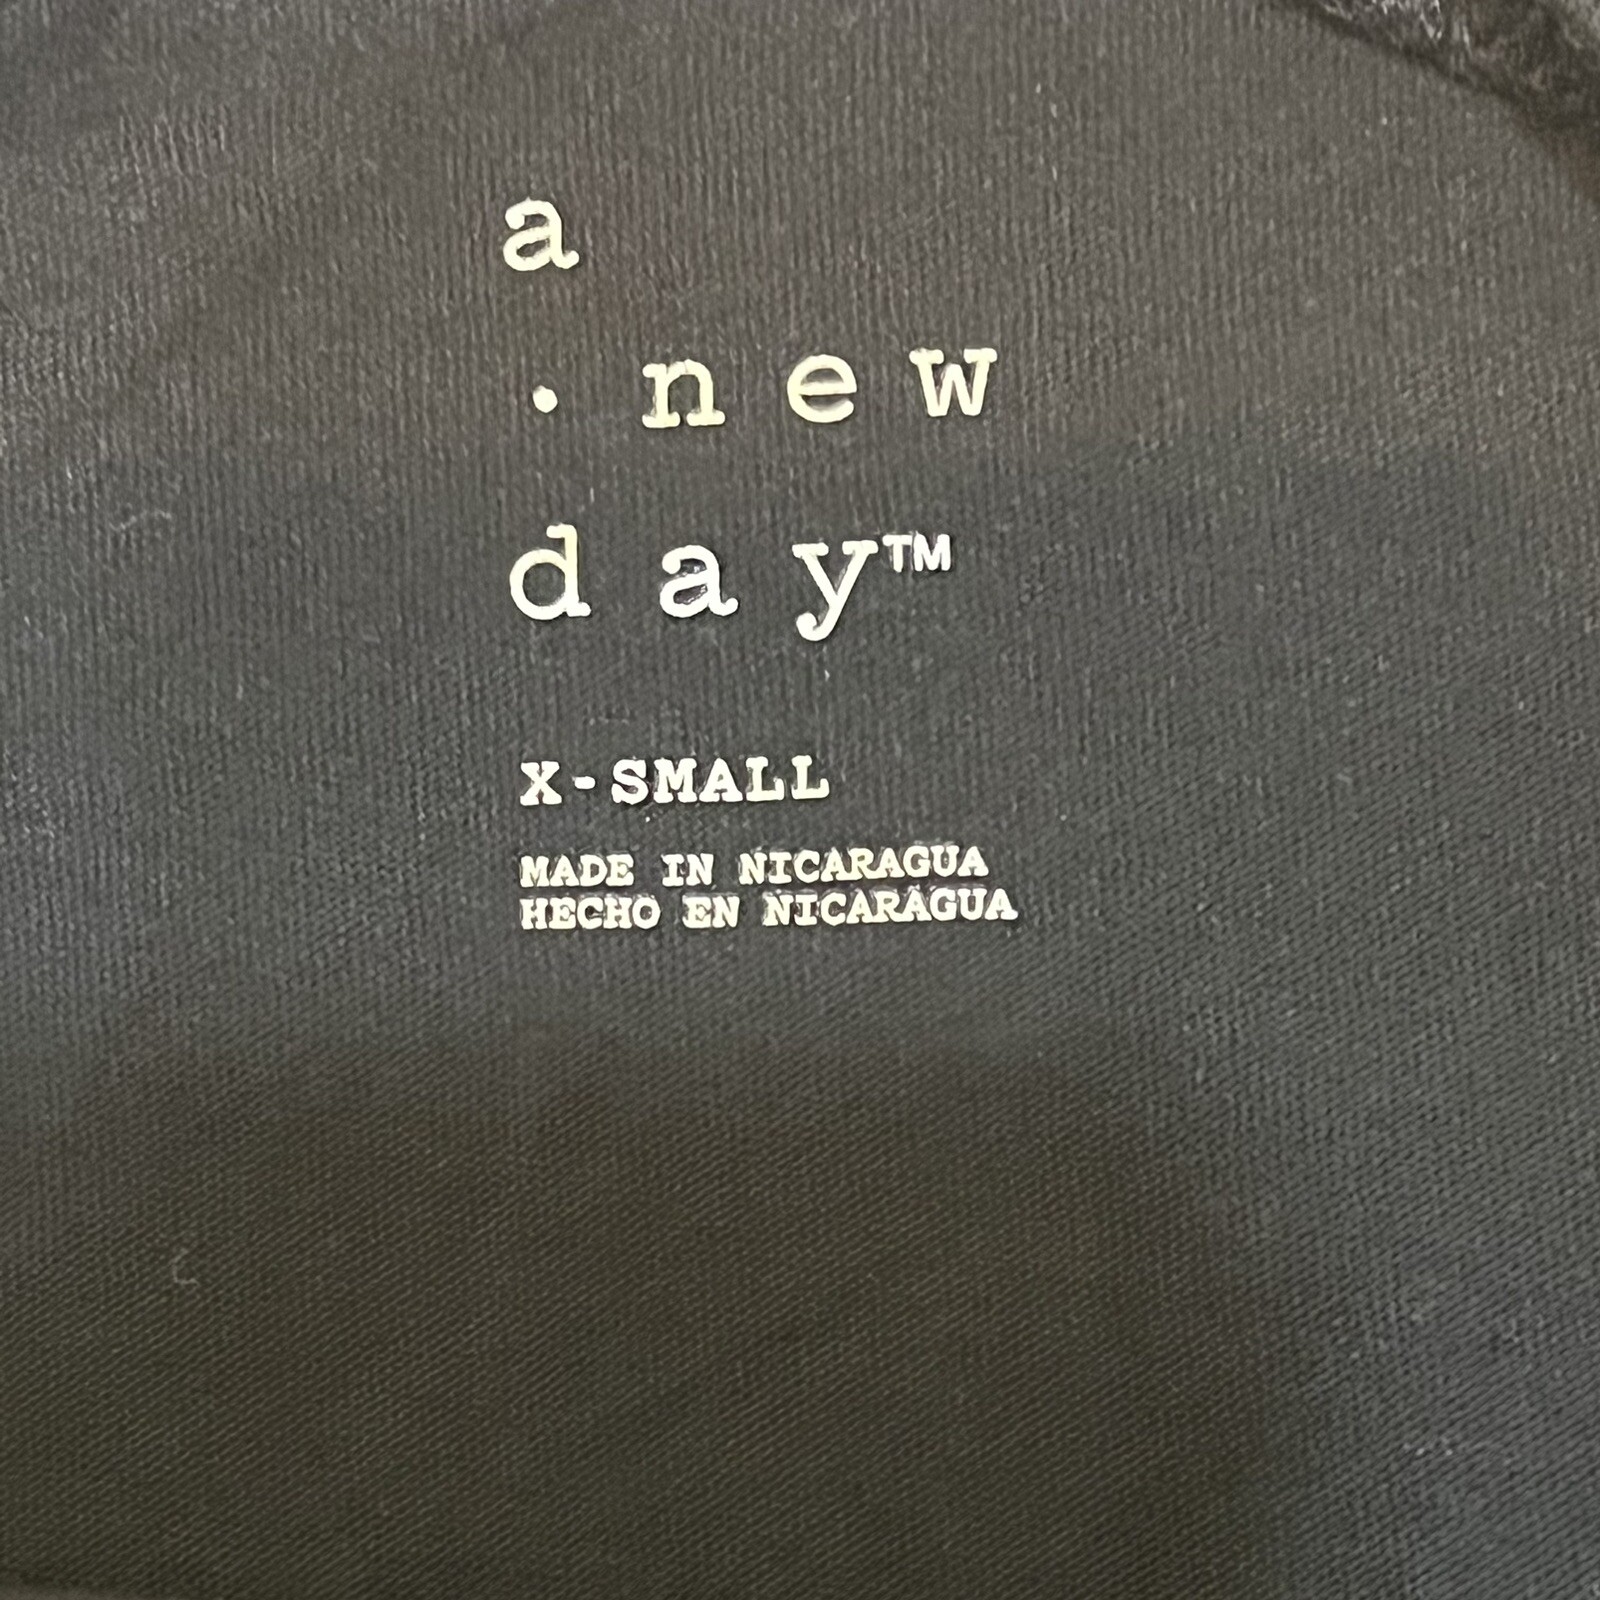 a
· new
day™
X-SMALL
MADE IN NICARAGUA
HECHO EN NICARAGUA